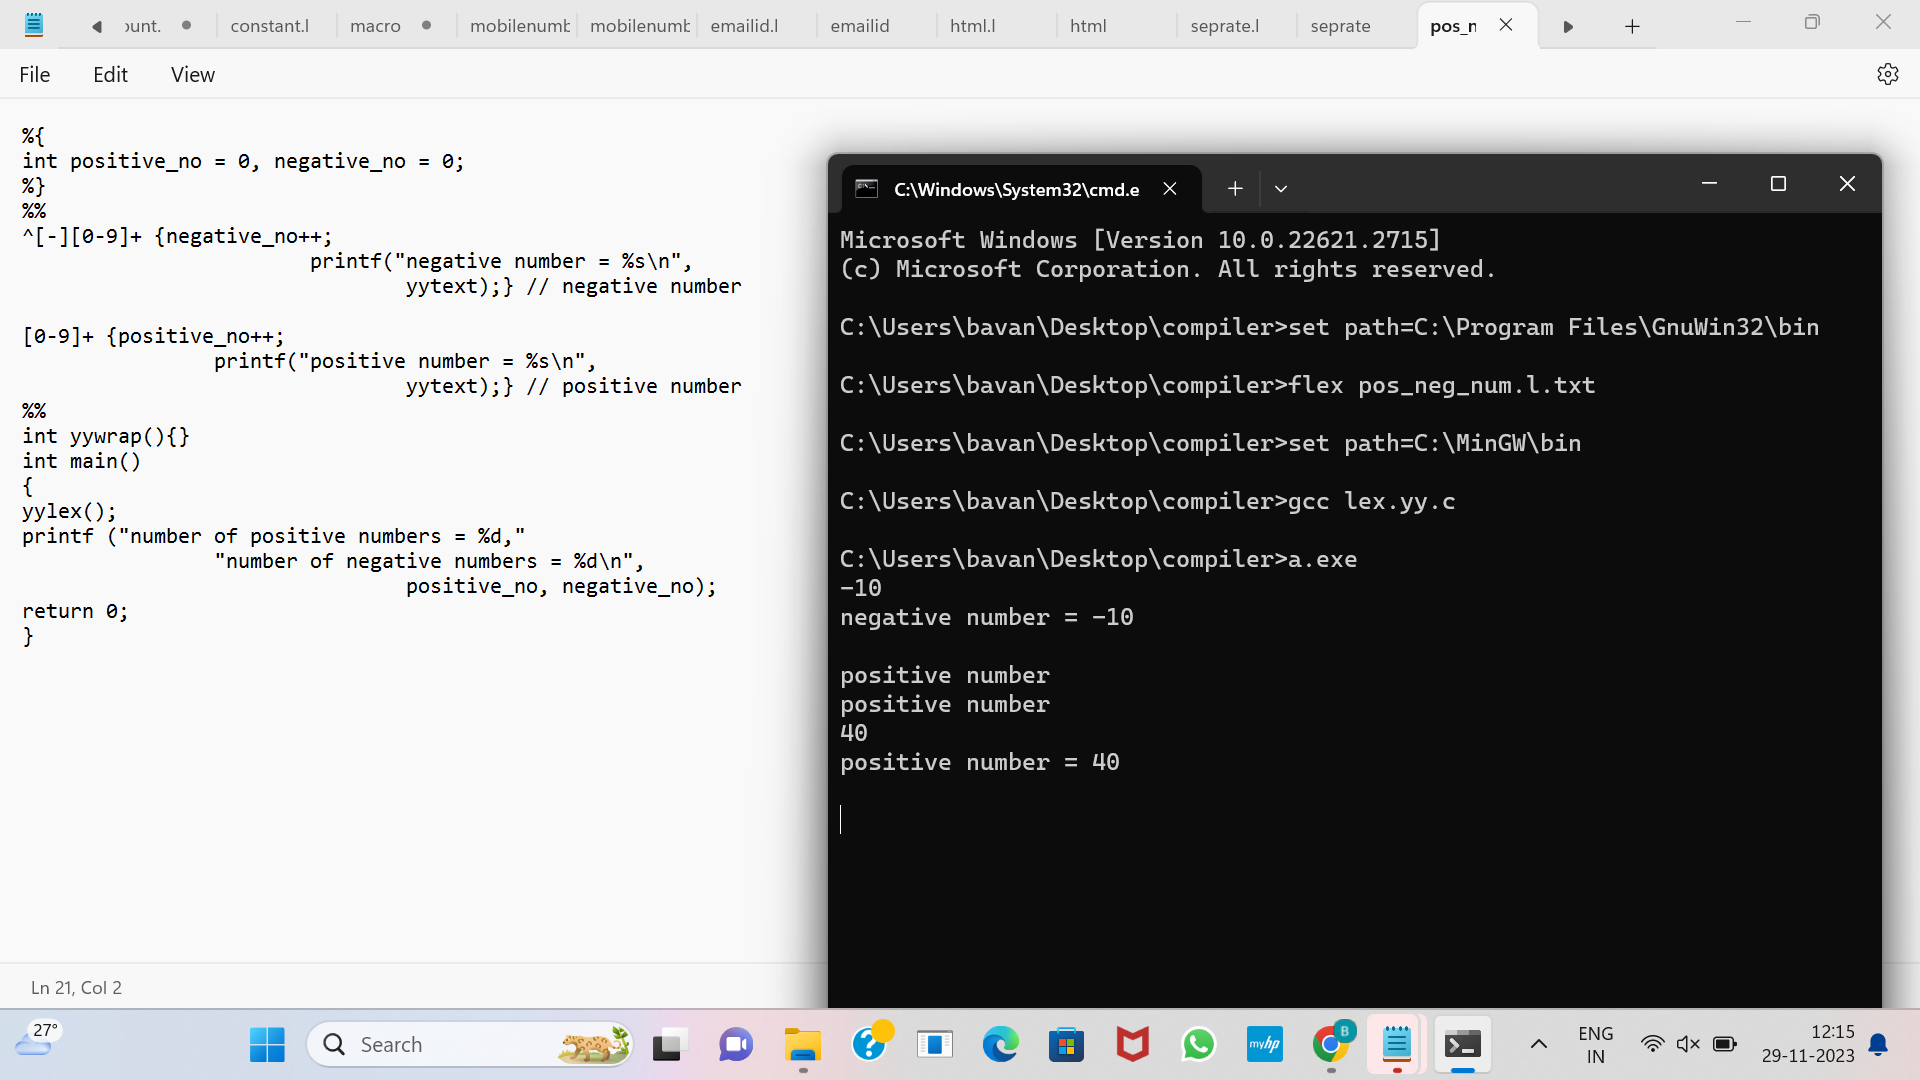 ount.
constant.l
macro
mobilenumb
mobilenumb
emailid.l
emailid
html.l
html
seprate.l
seprate
pos_n
File
Edit
View
%{
int positive_no = 0, negative_no = 0;
%}
%%
^[-][0-9]+ {negative_no++;
printf("negative number = %s\n",
yytext);} // negative number
[0-9]+ {positive_no++;
printf("positive number = %s\n",
yytext);} // positive number
%%
int yywrap(){}
int main()
{
yylex();
printf ("number of positive numbers = %d,"
"number of negative numbers = %d\n",
positive_no, negative_no);
return 0;
}
Ln 21, Col 2
C:\Windows\System32\cmd.e
Microsoft Windows [Version 10.0.22621.2715]
(c) Microsoft Corporation. All rights reserved.
C:\Users\bavan\Desktop\compiler>set path=C:\Program Files\GnuWin32\bin
C:\Users\bavan\Desktop\compiler>flex pos_neg_num.l.txt
C:\Users\bavan\Desktop\compiler>set path=C:\MinGW\bin
C:\Users\bavan\Desktop\compiler>gcc lex.yy.c
C:\Users\bavan\Desktop\compiler>a.exe
-10
negative number = -10
positive number
positive number
40
positive number = 40
27°
Search
myhp
B
ENG
IN
12:15
29-11-2023